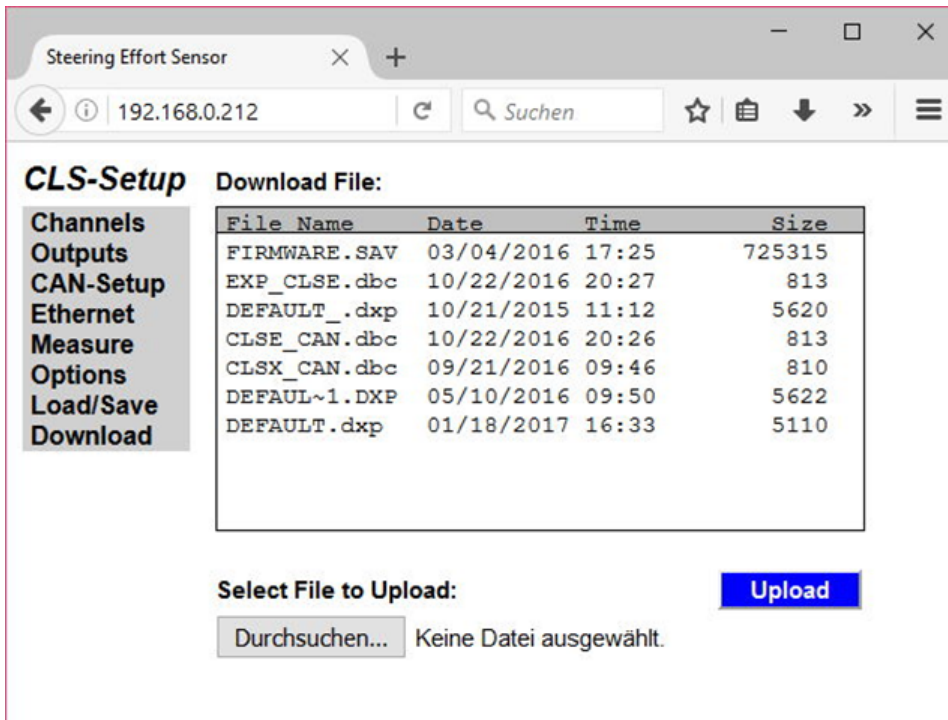 Steering Effort Sensor
192.168.0.212 Suchen
CLS-Setup
Channels
Outputs
CAN-Setup
Ethernet
Measure
Options
Load/Save
Download
Download File:
File Name Date Time Size
FIRMWARE.SAV 03/04/2016 17:25 725315
EXP_CLSE.dbc 10/22/2016 20:27 813
DEFAULT_.dxp 10/21/2015 11:12 5620
CLSE_CAN.dbc 10/22/2016 20:26 813
CLSX_CAN.dbc 09/21/2016 09:46 810
DEFAUL~1.DXP 05/10/2016 09:50 5622
DEFAULT.dxp 01/18/2017 16:33 5110
Select File to Upload:
Upload
Durchsuchen... Keine Datei ausgewählt.